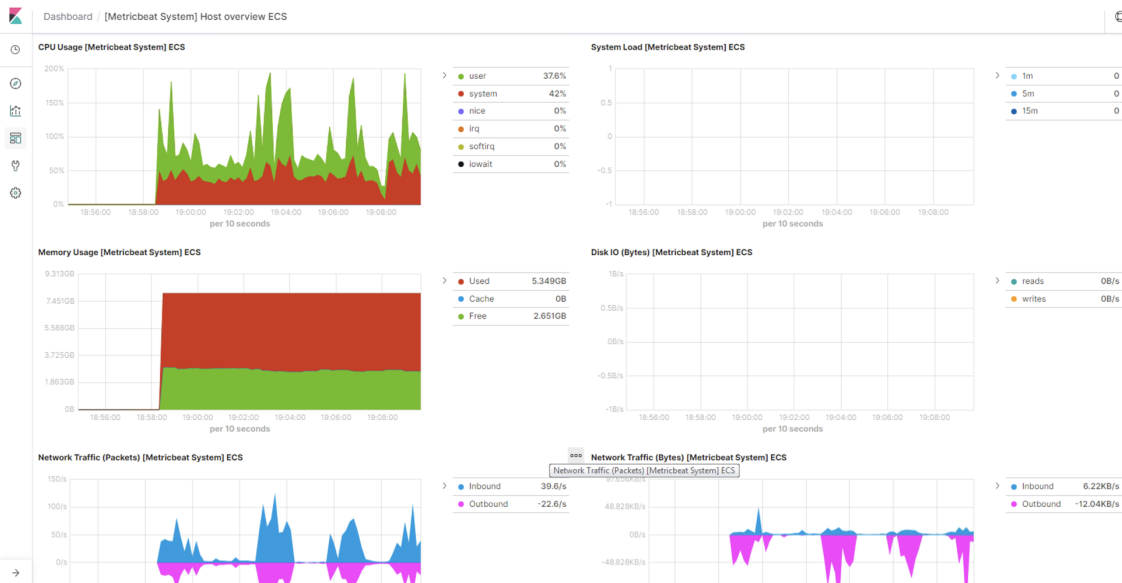 Dashboard / [Metricbeat System] Host overview ECS
CPU Usage [Metricbeat System] ECS
200%
150%
100%
50%
0%
18:56:00 18:58:00 19:00:00 19:02:00 19:04:00 19:06:00 19:08:00
per 10 seconds
user 37.6%
system 42%
nice 0%
irq 0%
softirq 0%
iowait 0%
System Load [Metricbeat System] ECS
1
0.5
0
-0.5
-1
18:56:00 18:58:00 19:00:00 19:02:00 19:04:00 19:06:00 19:08:00
per 10 seconds
1m 0
5m 0
15m 0
Memory Usage [Metricbeat System] ECS
9.313GB
7.451GB
5.588GB
3.725GB
1.863GB
0B
18:56:00 18:58:00 19:00:00 19:02:00 19:04:00 19:06:00 19:08:00
per 10 seconds
Used 5.349GB
Cache 0B
Free 2.651GB
Disk IO (Bytes) [Metricbeat System] ECS
1B/s
0.5B/s
0B/s
-0.5B/s
-1B/s
18:56:00 18:58:00 19:00:00 19:02:00 19:04:00 19:06:00 19:08:00
per 10 seconds
reads 0B/s
writes 0B/s
Network Traffic (Packets) [Metricbeat System] ECS
150/s
100/s
50/s
0/s
Inbound 39.6/s
Outbound -22.6/s
Network Traffic (Bytes) [Metricbeat System] ECS
Network Traffic (Packets) [Metricbeat System] ECS
97.656KB/s
48.828KB/s
0B/s
-48.828KB/s
Inbound 6.22KB/s
Outbound -12.04KB/s